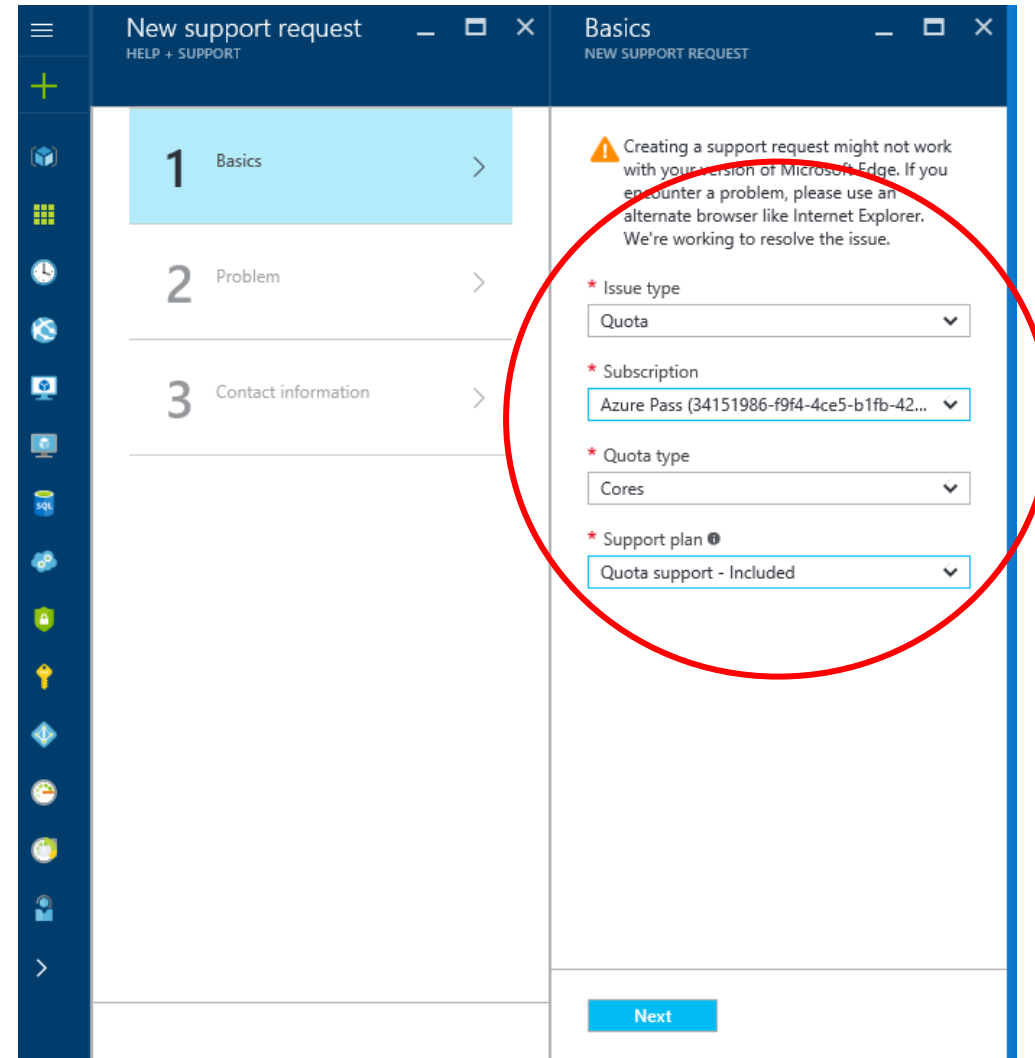 New support request
HELP + SUPPORT
1 Basics
2 Problem
3 Contact information
SQL
Basics
NEW SUPPORT REQUEST
Creating a support request might not work
with your version of Microsoft Edge. If you
encounter a problem, please use an
alternate browser like Internet Explorer.
We're working to resolve the issue.
* Issue type
Quota
* Subscription
Azure Pass (34151986-f9f4-4ce5-b1fb-42...
* Quota type
Cores
* Support plan
Quota support - Included
Next